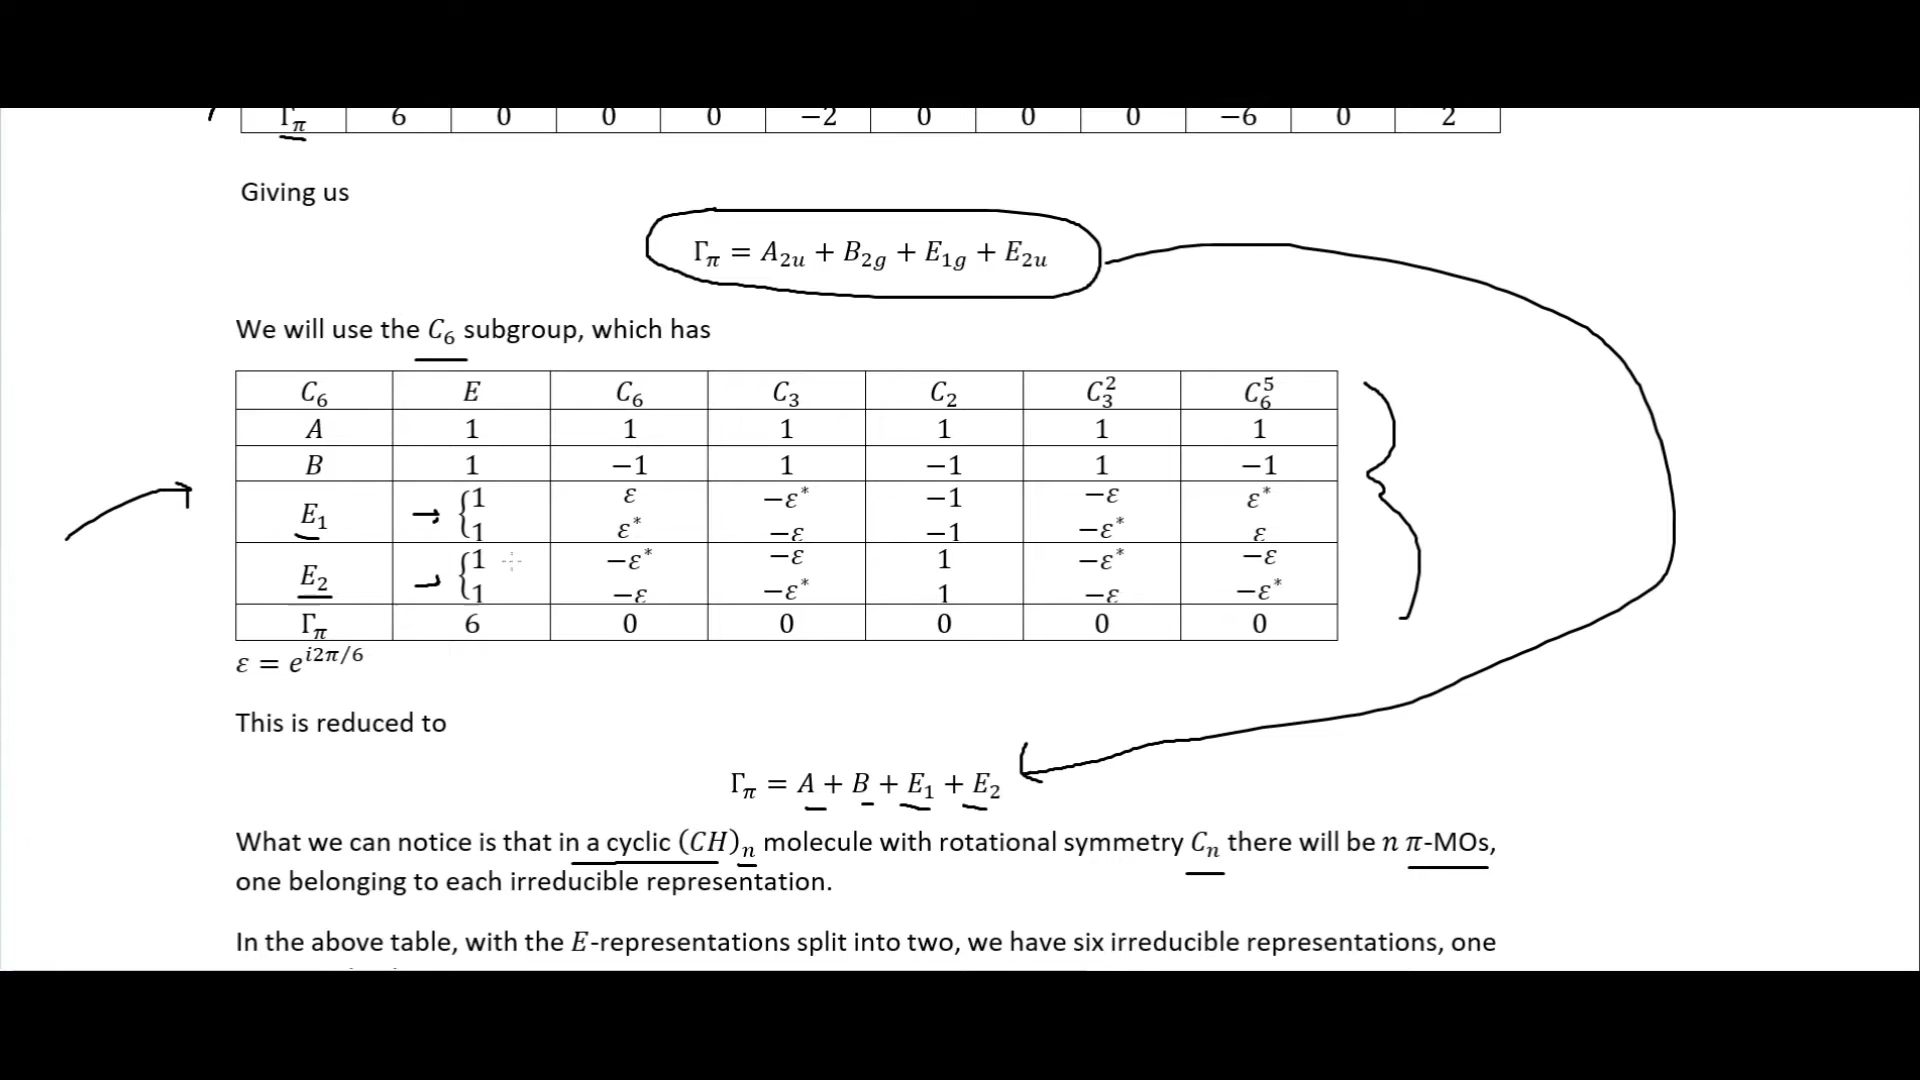 Γπ 6 0 0 0 −2 0 0 0 −6 0 2
Giving us
Γπ = A2u + B2g + E1g + E2u
We will use the C6 subgroup, which has
C6 E C6 C3 C2 C3^2 C6^5
A 1 1 1 1 1 1
B 1 −1 1 −1 1 −1
E1 {1 ε −ε* −1 −ε ε*
1 ε* −ε −1 −ε* ε
E2 {1 −ε* −ε 1 −ε* −ε
1 −ε −ε* 1 −ε −ε*
Γπ 6 0 0 0 0 0
ε = e^{i2π/6}
This is reduced to
Γπ = A + B + E1 + E2
What we can notice is that in a cyclic (CH)n molecule with rotational symmetry Cn there will be n π-MOs,
one belonging to each irreducible representation.
In the above table, with the E-representations split into two, we have six irreducible representations, one